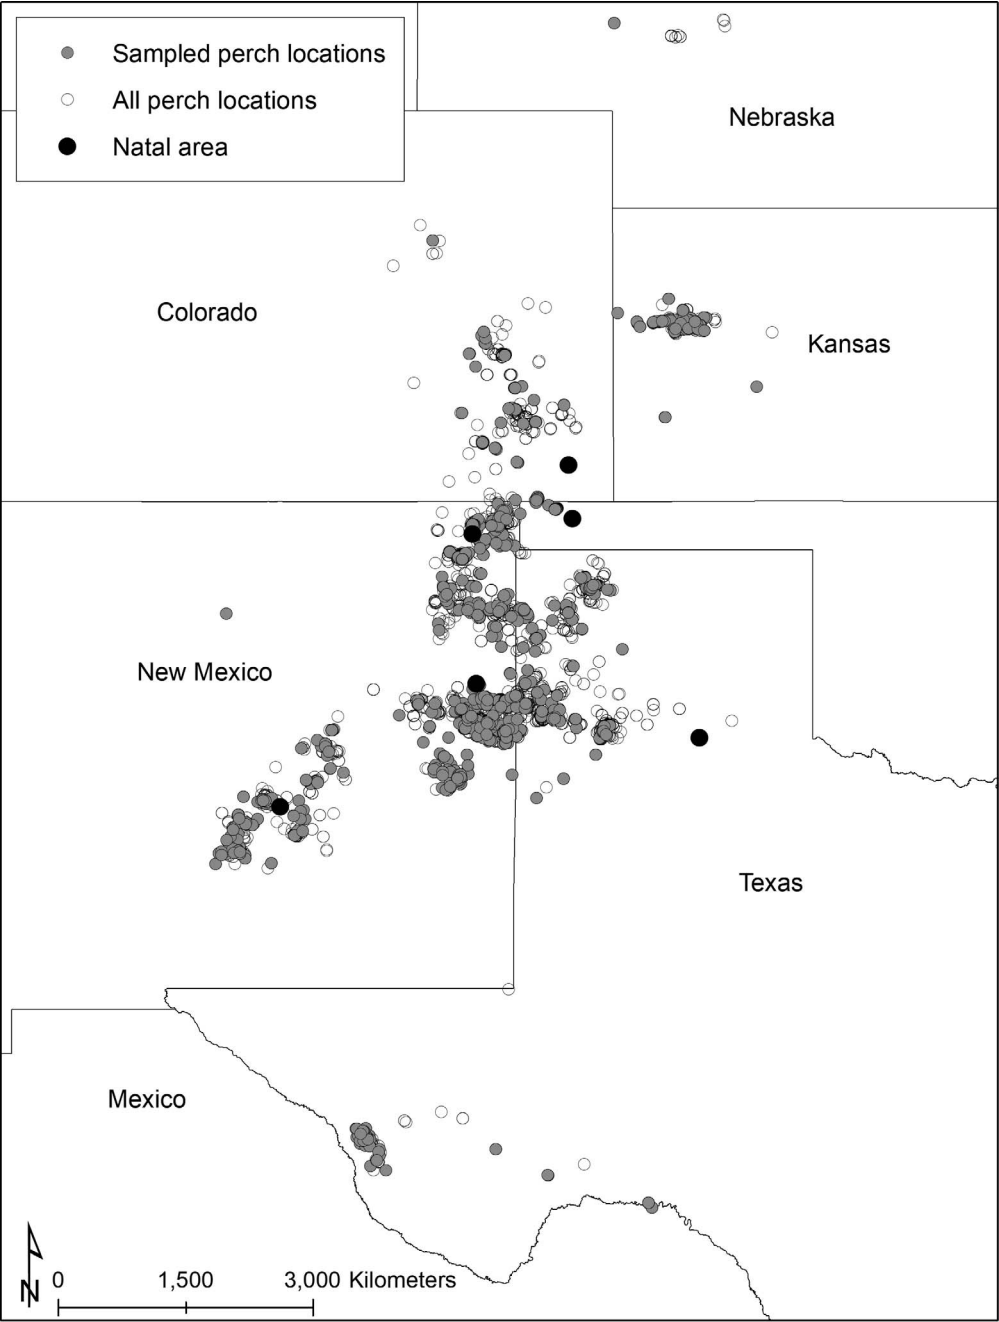 Sampled perch locations
All perch locations
Natal area
Nebraska
Colorado
Kansas
New Mexico
Texas
Mexico
N
0 1,500 3,000 Kilometers